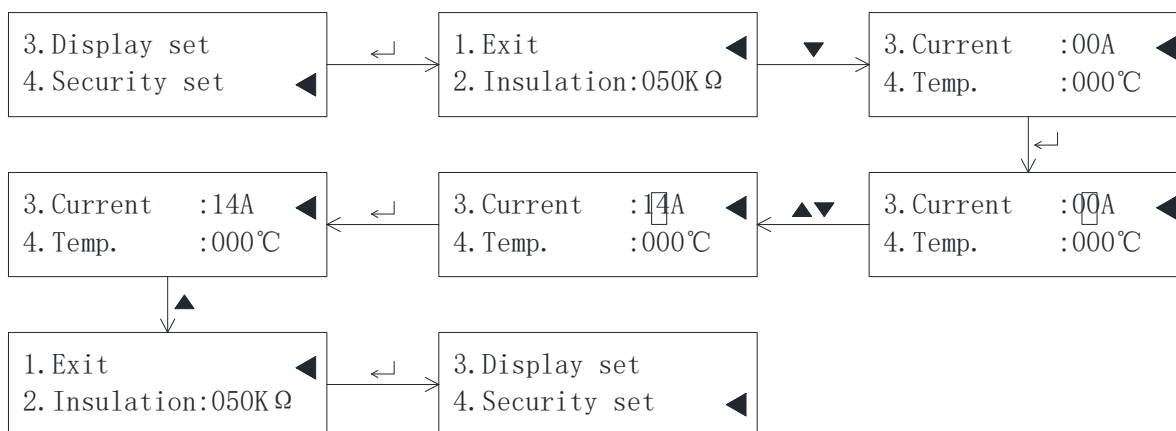 3.Display set
4.Security set
1.Exit
2.Insulation:050KΩ
3.Current :00A
4.Temp. :000℃
3.Current :14A
4.Temp. :000℃
3.Current :14A
4.Temp. :000℃
3.Current :00A
4.Temp. :000℃
1.Exit
2.Insulation:050KΩ
3.Display set
4.Security set